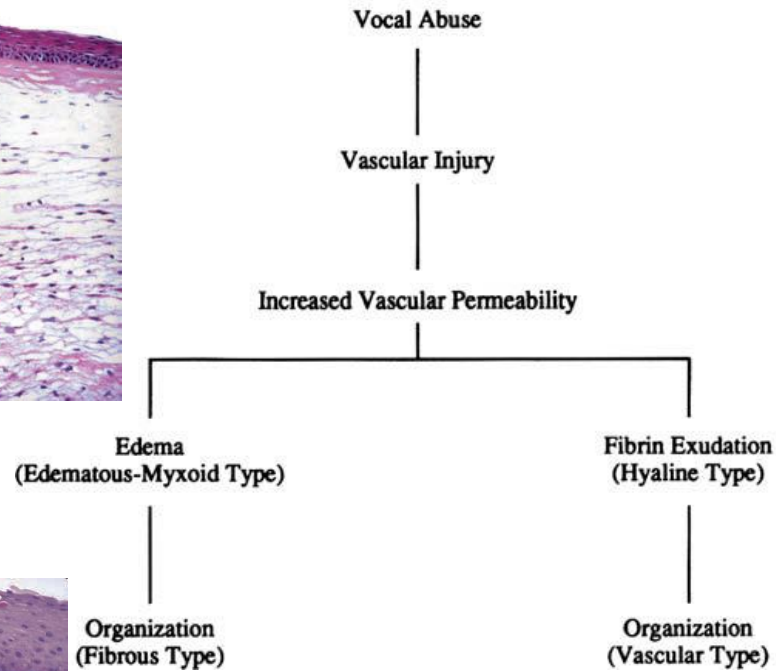 Vocal Abuse
Vascular Injury
Increased Vascular Permeability
Edema
(Edematous-Myxoid Type)
Fibrin Exudation
(Hyaline Type)
Organization
(Fibrous Type)
Organization
(Vascular Type)